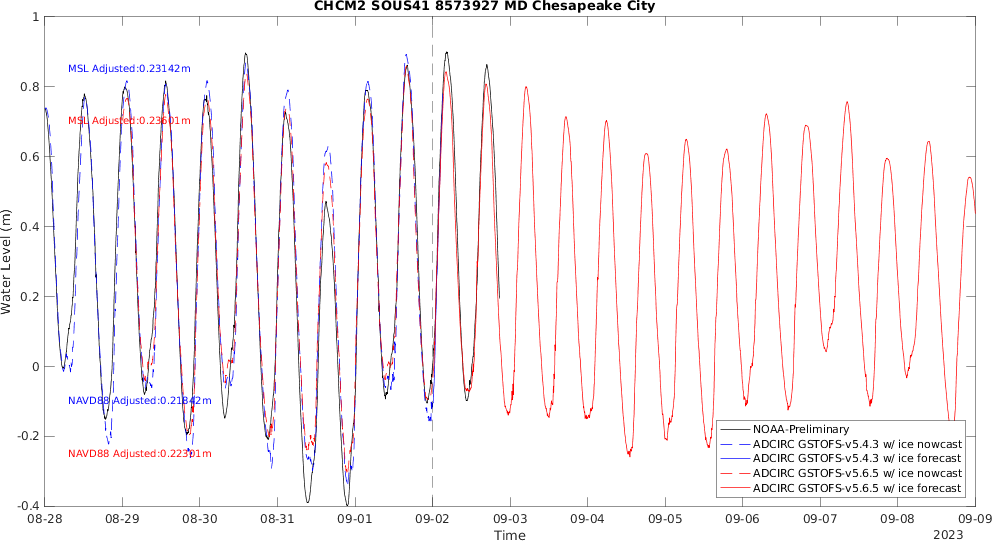 CHCM2 SOUS41 8573927 MD Chesapeake City
1
0.8
0.6
0.4
0.2
0
-0.2
-0.4
Water Level (m)
MSL Adjusted:0.23142m
MSL Adjusted:0.23601m
NAVD88 Adjusted:0.21842m
NAVD88 Adjusted:0.22301m
NOAA-Preliminary
ADCIRC GSTOFS-v5.4.3 w/ ice nowcast
ADCIRC GSTOFS-v5.4.3 w/ ice forecast
ADCIRC GSTOFS-v5.6.5 w/ ice nowcast
ADCIRC GSTOFS-v5.6.5 w/ ice forecast
08-28 08-29 08-30 08-31 09-01 09-02 09-03 09-04 09-05 09-06 09-07 09-08 09-09
Time
2023